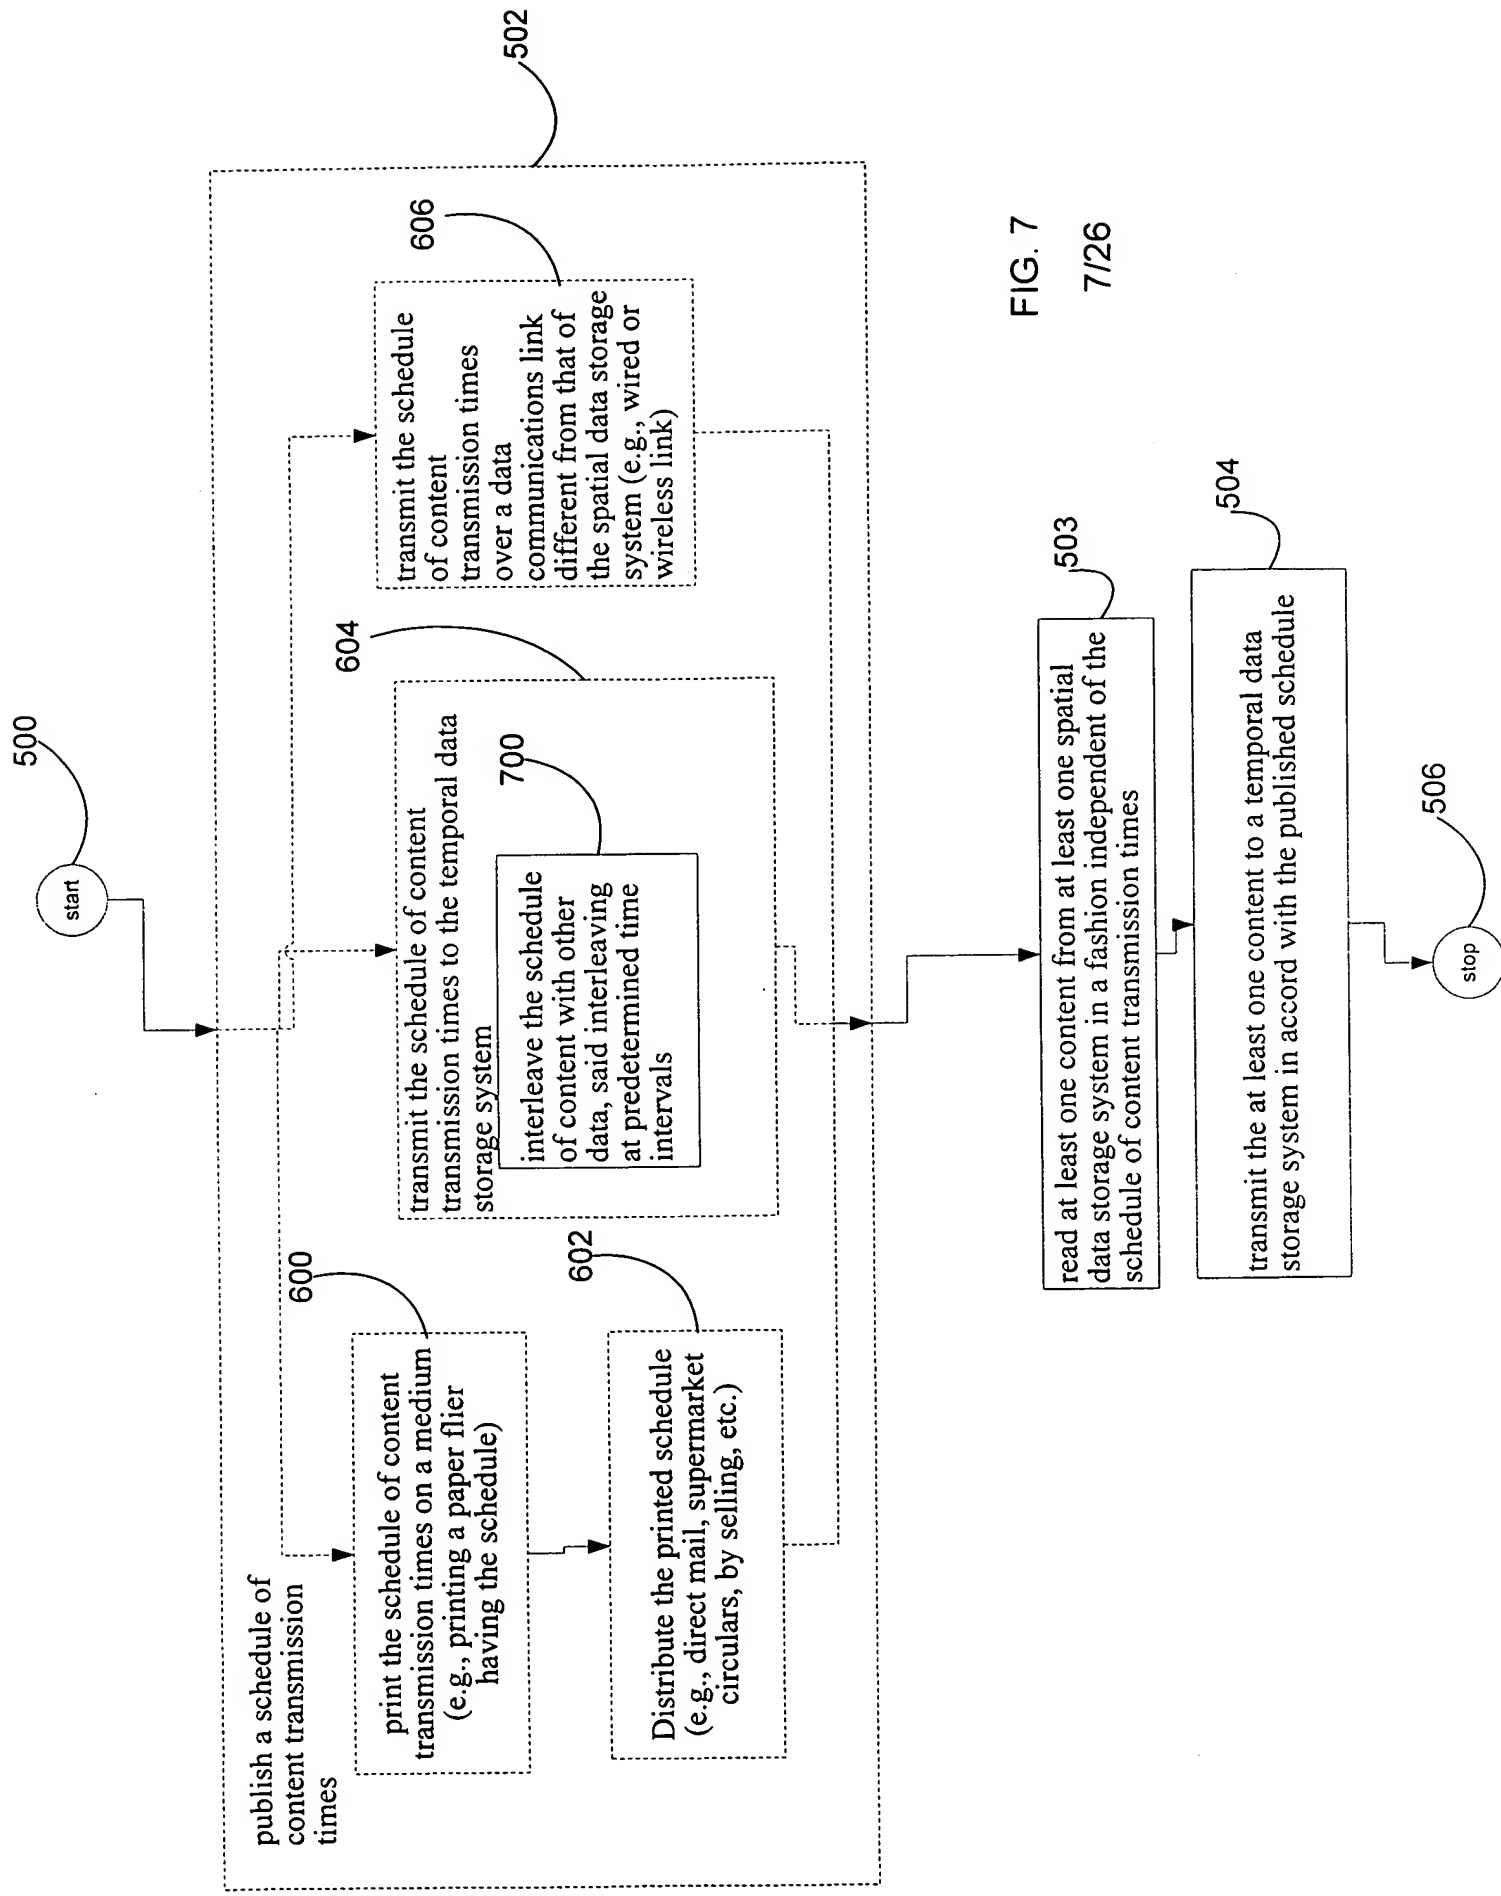 500
start
502
publish a schedule of
content transmission
times
600
print the schedule of content
transmission times on a medium
(e.g., printing a paper flier
having the schedule)
602
Distribute the printed schedule
(e.g., direct mail, supermarket
circulars, by selling, etc.)
604
transmit the schedule of content
transmission times to the temporal data
storage system
700
interleave the schedule
of content with other
data, said interleaving
at predetermined time
intervals
606
transmit the schedule
of content
transmission times
over a data
communications link
different from that of
the spatial data storage
system (e.g., wired or
wireless link)
503
read at least one content from at least one spatial
data storage system in a fashion independent of the
schedule of content transmission times
504
transmit the at least one content to a temporal data
storage system in accord with the published schedule
506
stop
FIG. 7
7/26